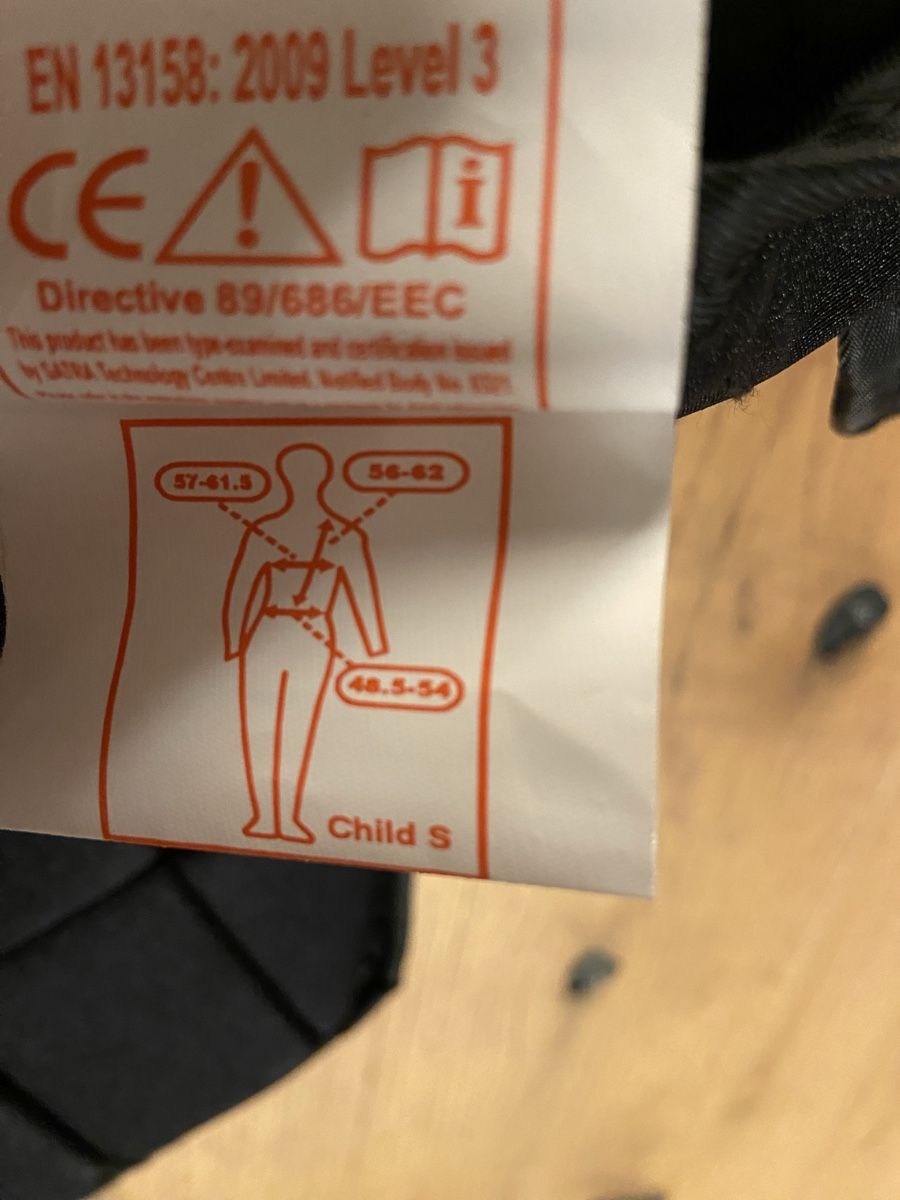 EN 13158: 2009 Level 3
CE
i
Directive 89/686/EEC
This product has been type-examined and certification issued
by SATRA Technology Centre Limited. Notified Body No.
57-61.5
56-62
48.5-54
Child S